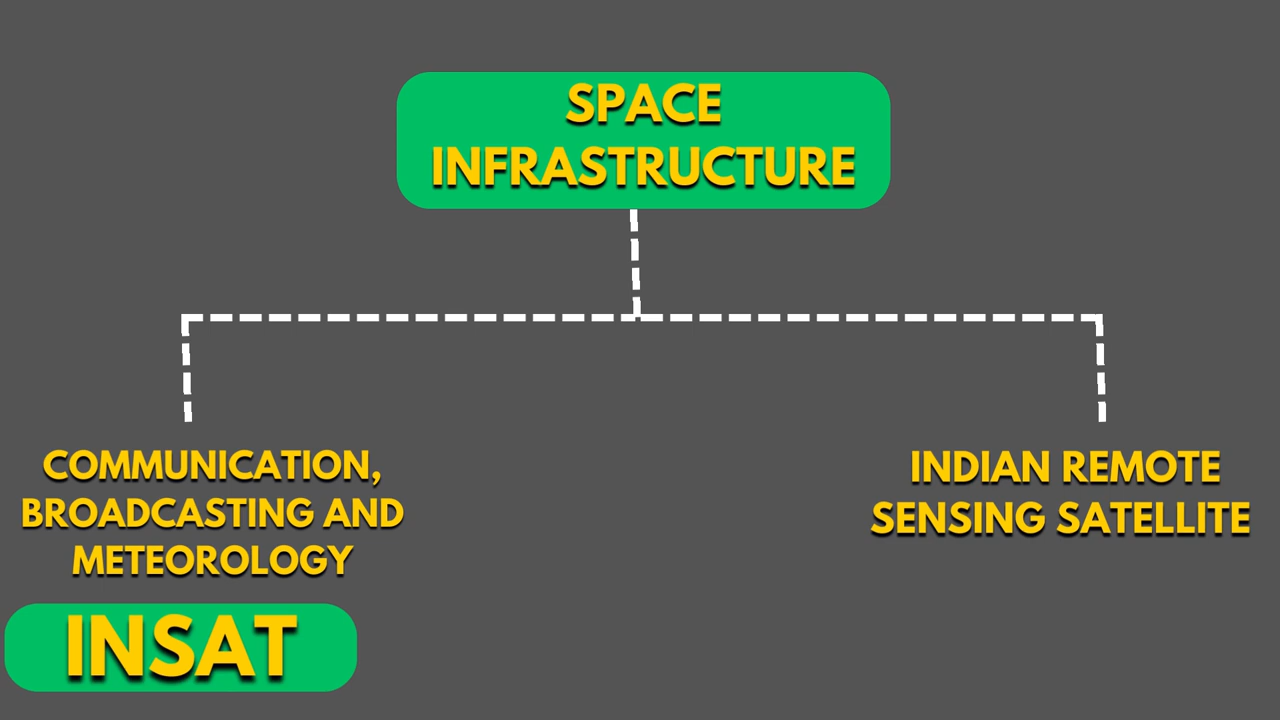 SPACE
INFRASTRUCTURE
COMMUNICATION,
BROADCASTING AND
METEOROLOGY
INSAT
INDIAN REMOTE
SENSING SATELLITE